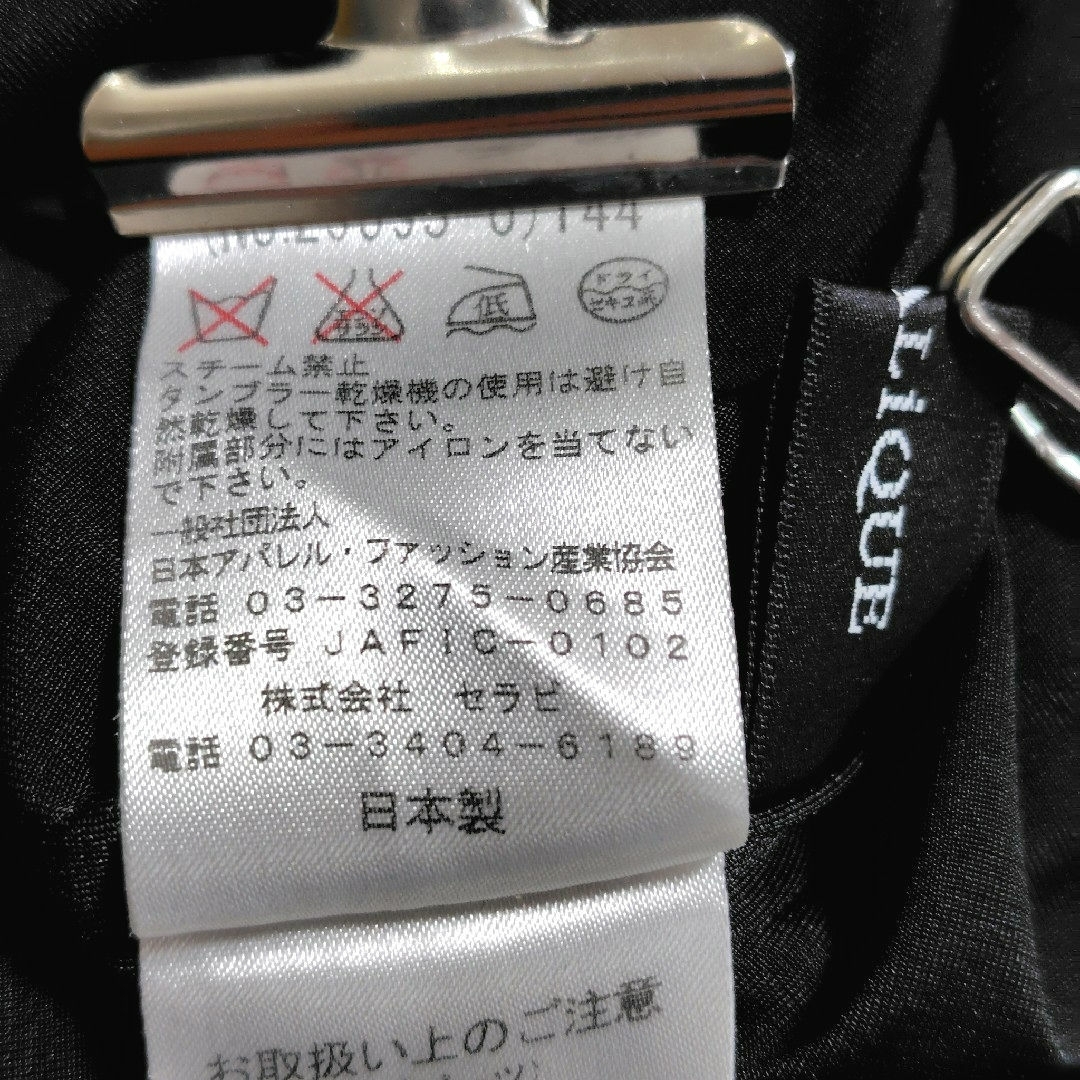 エンソサラシ
低
ドライ
セキユ系
スチーム禁止
タンブラー乾燥機の使用は避け自
然乾燥して下さい。
附属部分にはアイロンを当てない
で下さい。
一般社団法人
日本アパレル・ファッション産業協会
電話 03-3275-0685
登録番号 JAFIC-0102
株式会社 セラビ
電話 03-3404-6189
日本製
お取扱い上のご注意
LiQUE